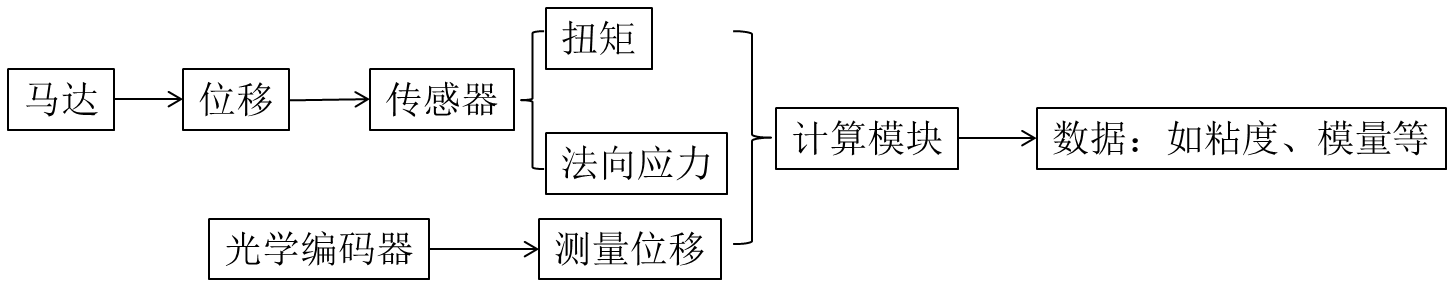 扭矩
马达
位移
传感器
计算模块
数据：如粘度、模量等
法向应力
光学编码器
测量位移